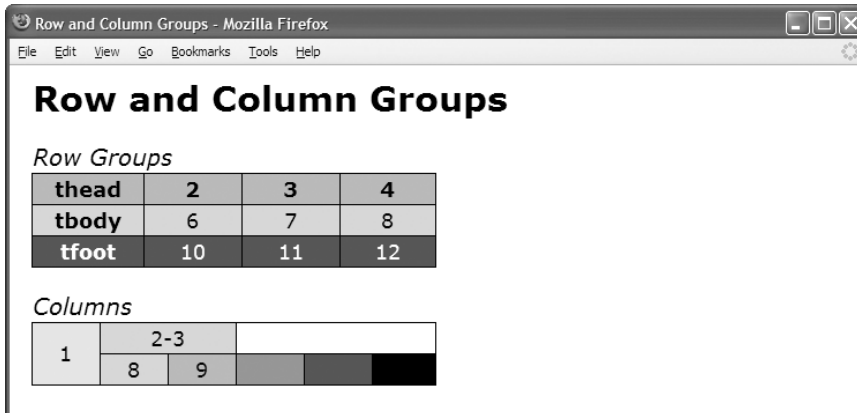 Row and Column Groups - Mozilla Firefox
File Edit View Go Bookmarks Tools Help
Row and Column Groups
Row Groups
thead 2 3 4
tbody 6 7 8
tfoot 10 11 12
Columns
1 2-3
8 9